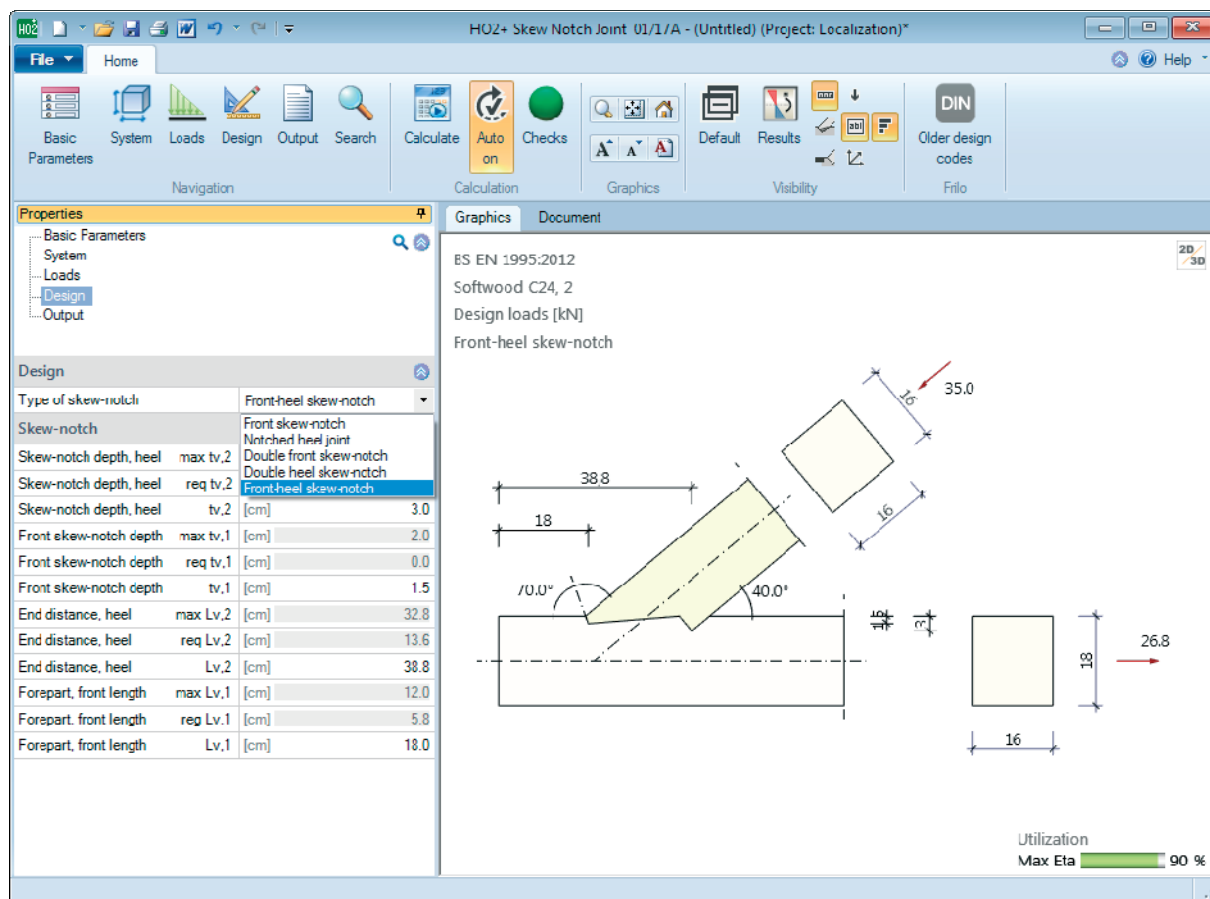 HO2 HO2+ Skew Notch Joint 01/17A - (Untitled) (Project: Localization)*
File Home Help
Basic Parameters System Loads Design Output Search Calculate Auto on Checks Default Results Older design codes
DIN
Navigation Calculation Graphics Visibility Frilo
Properties
Basic Parameters
System
Loads
Design
Output
Design
Type of skew-notch Front-heel skew-notch
Front skew-notch
Notched heel joint
Double front skew-notch
Double heel skew-notch
Front-heel skew-notch
Skew-notch
Skew-notch depth, heel max tv,2
Skew-notch depth, heel req tv,2
Skew-notch depth, heel tv,2 [cm] 3.0
Front skew-notch depth max tv,1 [cm] 2.0
Front skew-notch depth req tv,1 [cm] 0.0
Front skew-notch depth tv,1 [cm] 1.5
End distance, heel max Lv,2 [cm] 32.8
End distance, heel req Lv,2 [cm] 13.6
End distance, heel Lv,2 [cm] 38.8
Forepart, front length max Lv,1 [cm] 12.0
Forepart, front length req Lv,1 [cm] 5.8
Forepart, front length Lv,1 [cm] 18.0
Graphics Document
2D/3D
BS EN 1995:2012
Softwood C24, 2
Design loads [kN]
Front-heel skew-notch
35.0
16
16
38.8
18
70.0°
40.0°
1.5
3
18
26.8
16
Utilization
Max Eta 90 %